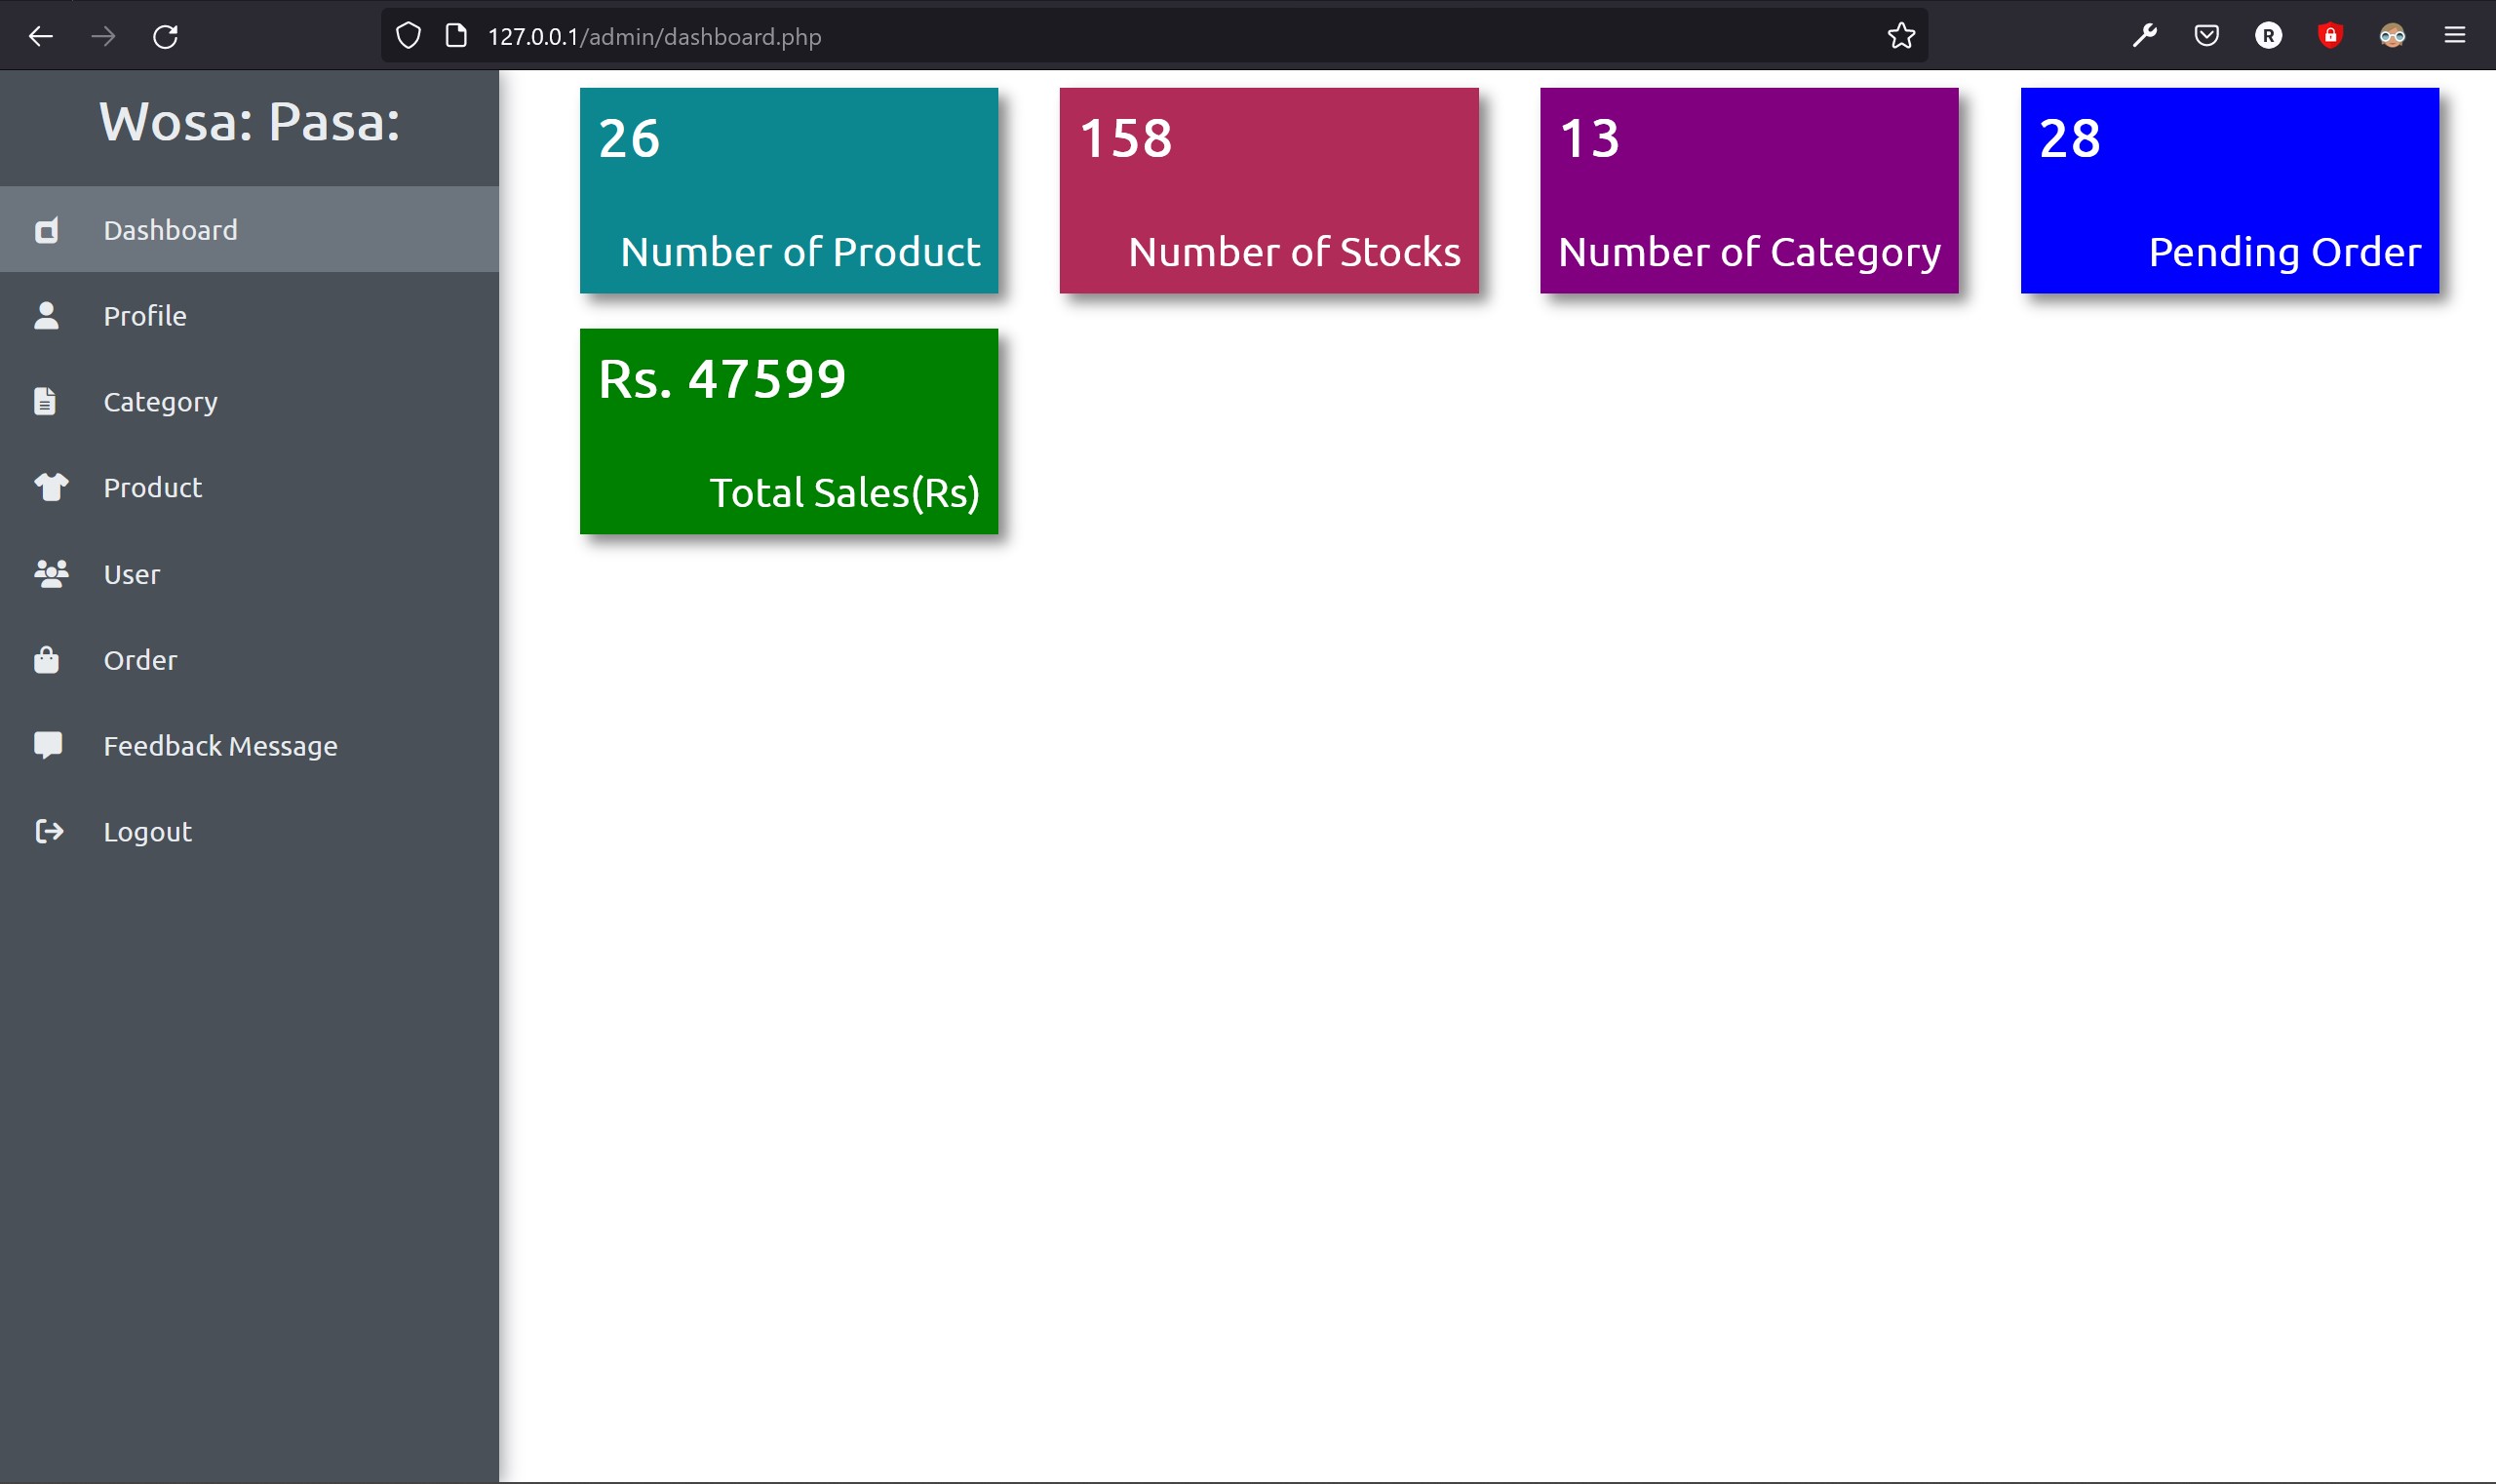 127.0.0.1/admin/dashboard.php
R
Wosa: Pasa:
Dashboard
Profile
Category
Product
User
Order
Feedback Message
Logout
26
Number of Product
158
Number of Stocks
13
Number of Category
28
Pending Order
Rs. 47599
Total Sales(Rs)